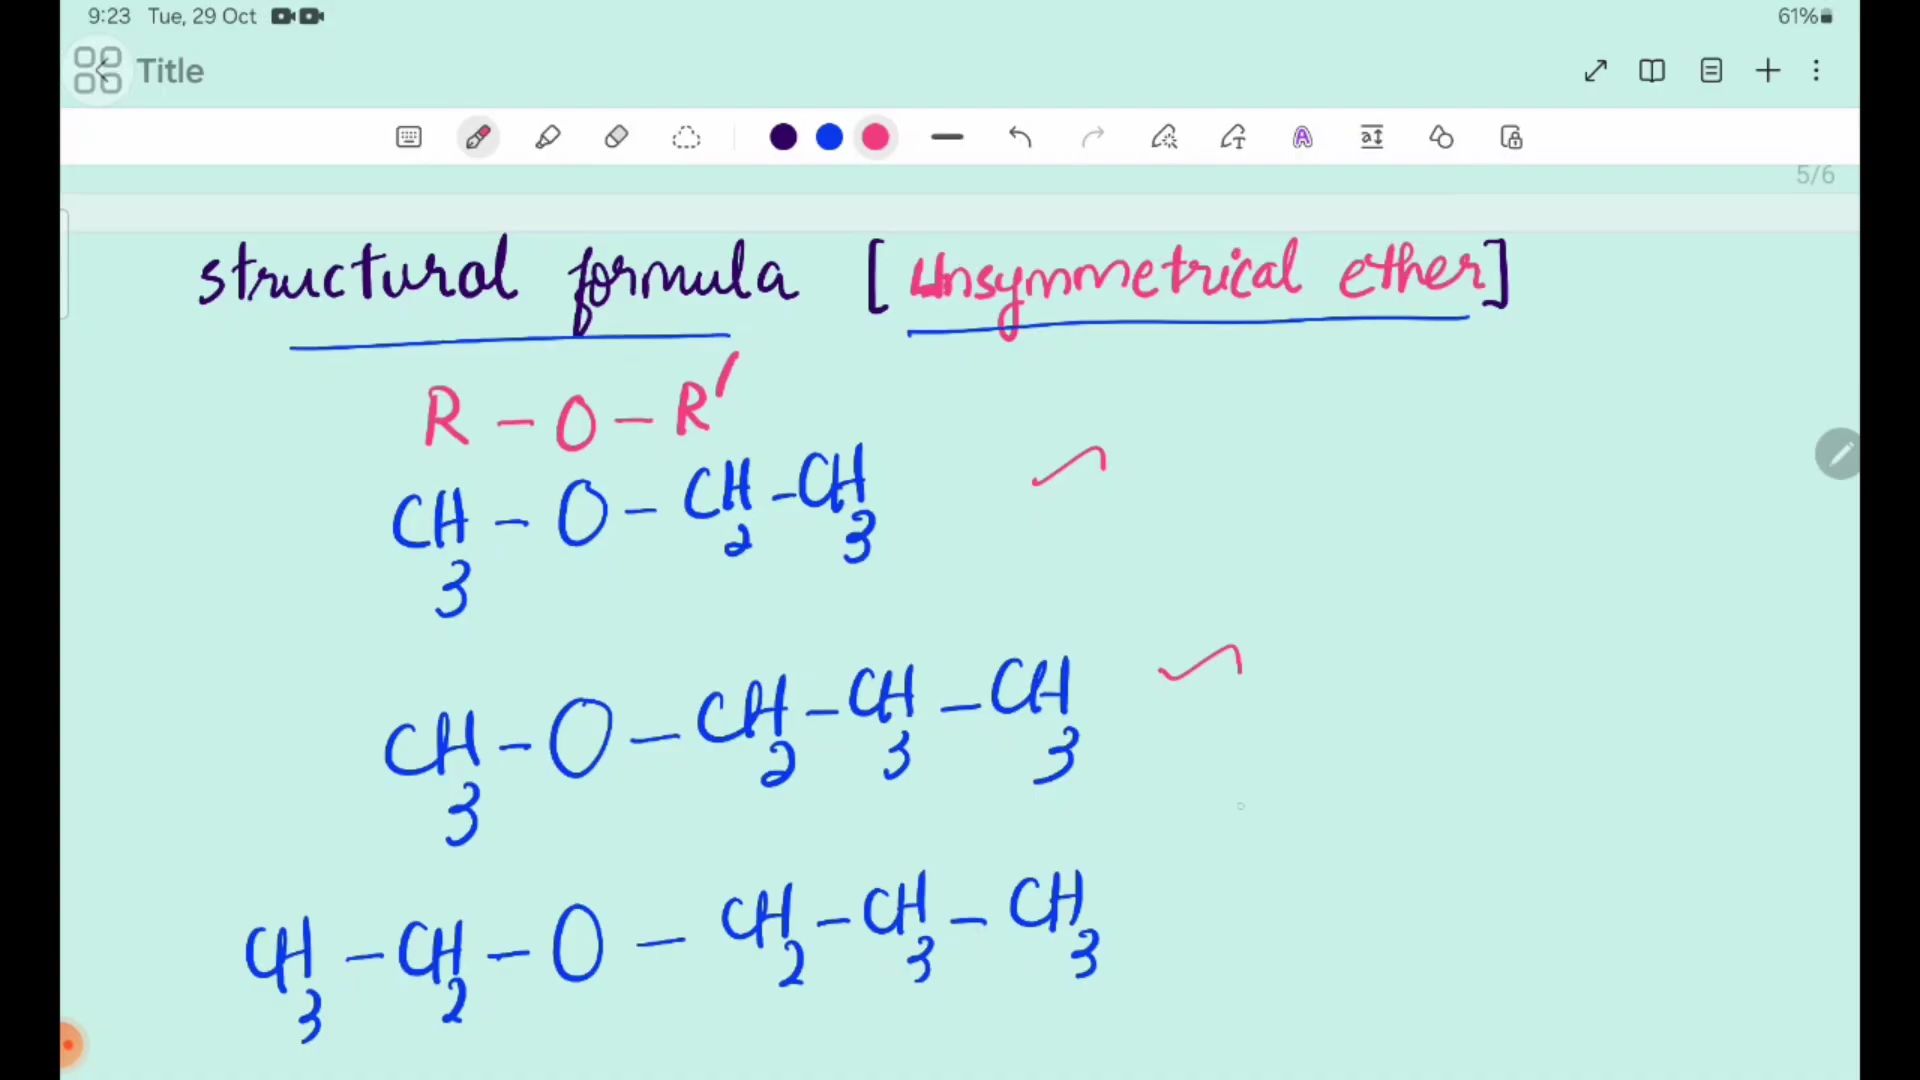 9:23 Tue, 29 Oct 61%
Title
5/6
structural formula [Unsymmetrical ether]
R - O - R'
CH₃ - O - CH₂ - CH₃
CH₃ - O - CH₂ - CH₃ - CH₃
CH₃ - CH₂ - O - CH₂ - CH₃ - CH₃